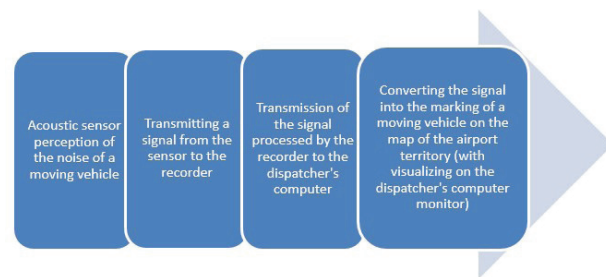 Acoustic sensor
perception of
the noise of a
moving vehicle
Transmitting a
signal from the
sensor to the
recorder
Transmission of
the signal
processed by the
recorder to the
dispatcher's
computer
Converting the signal
into the marking of a
moving vehicle on the
map of the airport
territory (with
visualizing on the
dispatcher's computer
monitor)